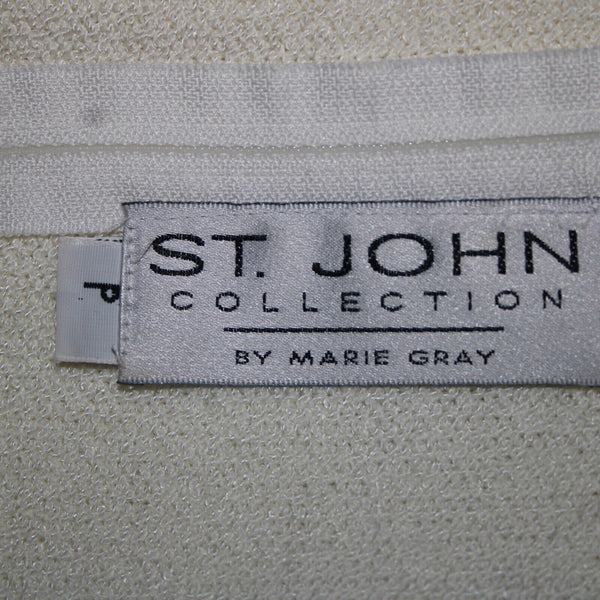 ST. JOHN
COLLECTION
BY MARIE GRAY
P